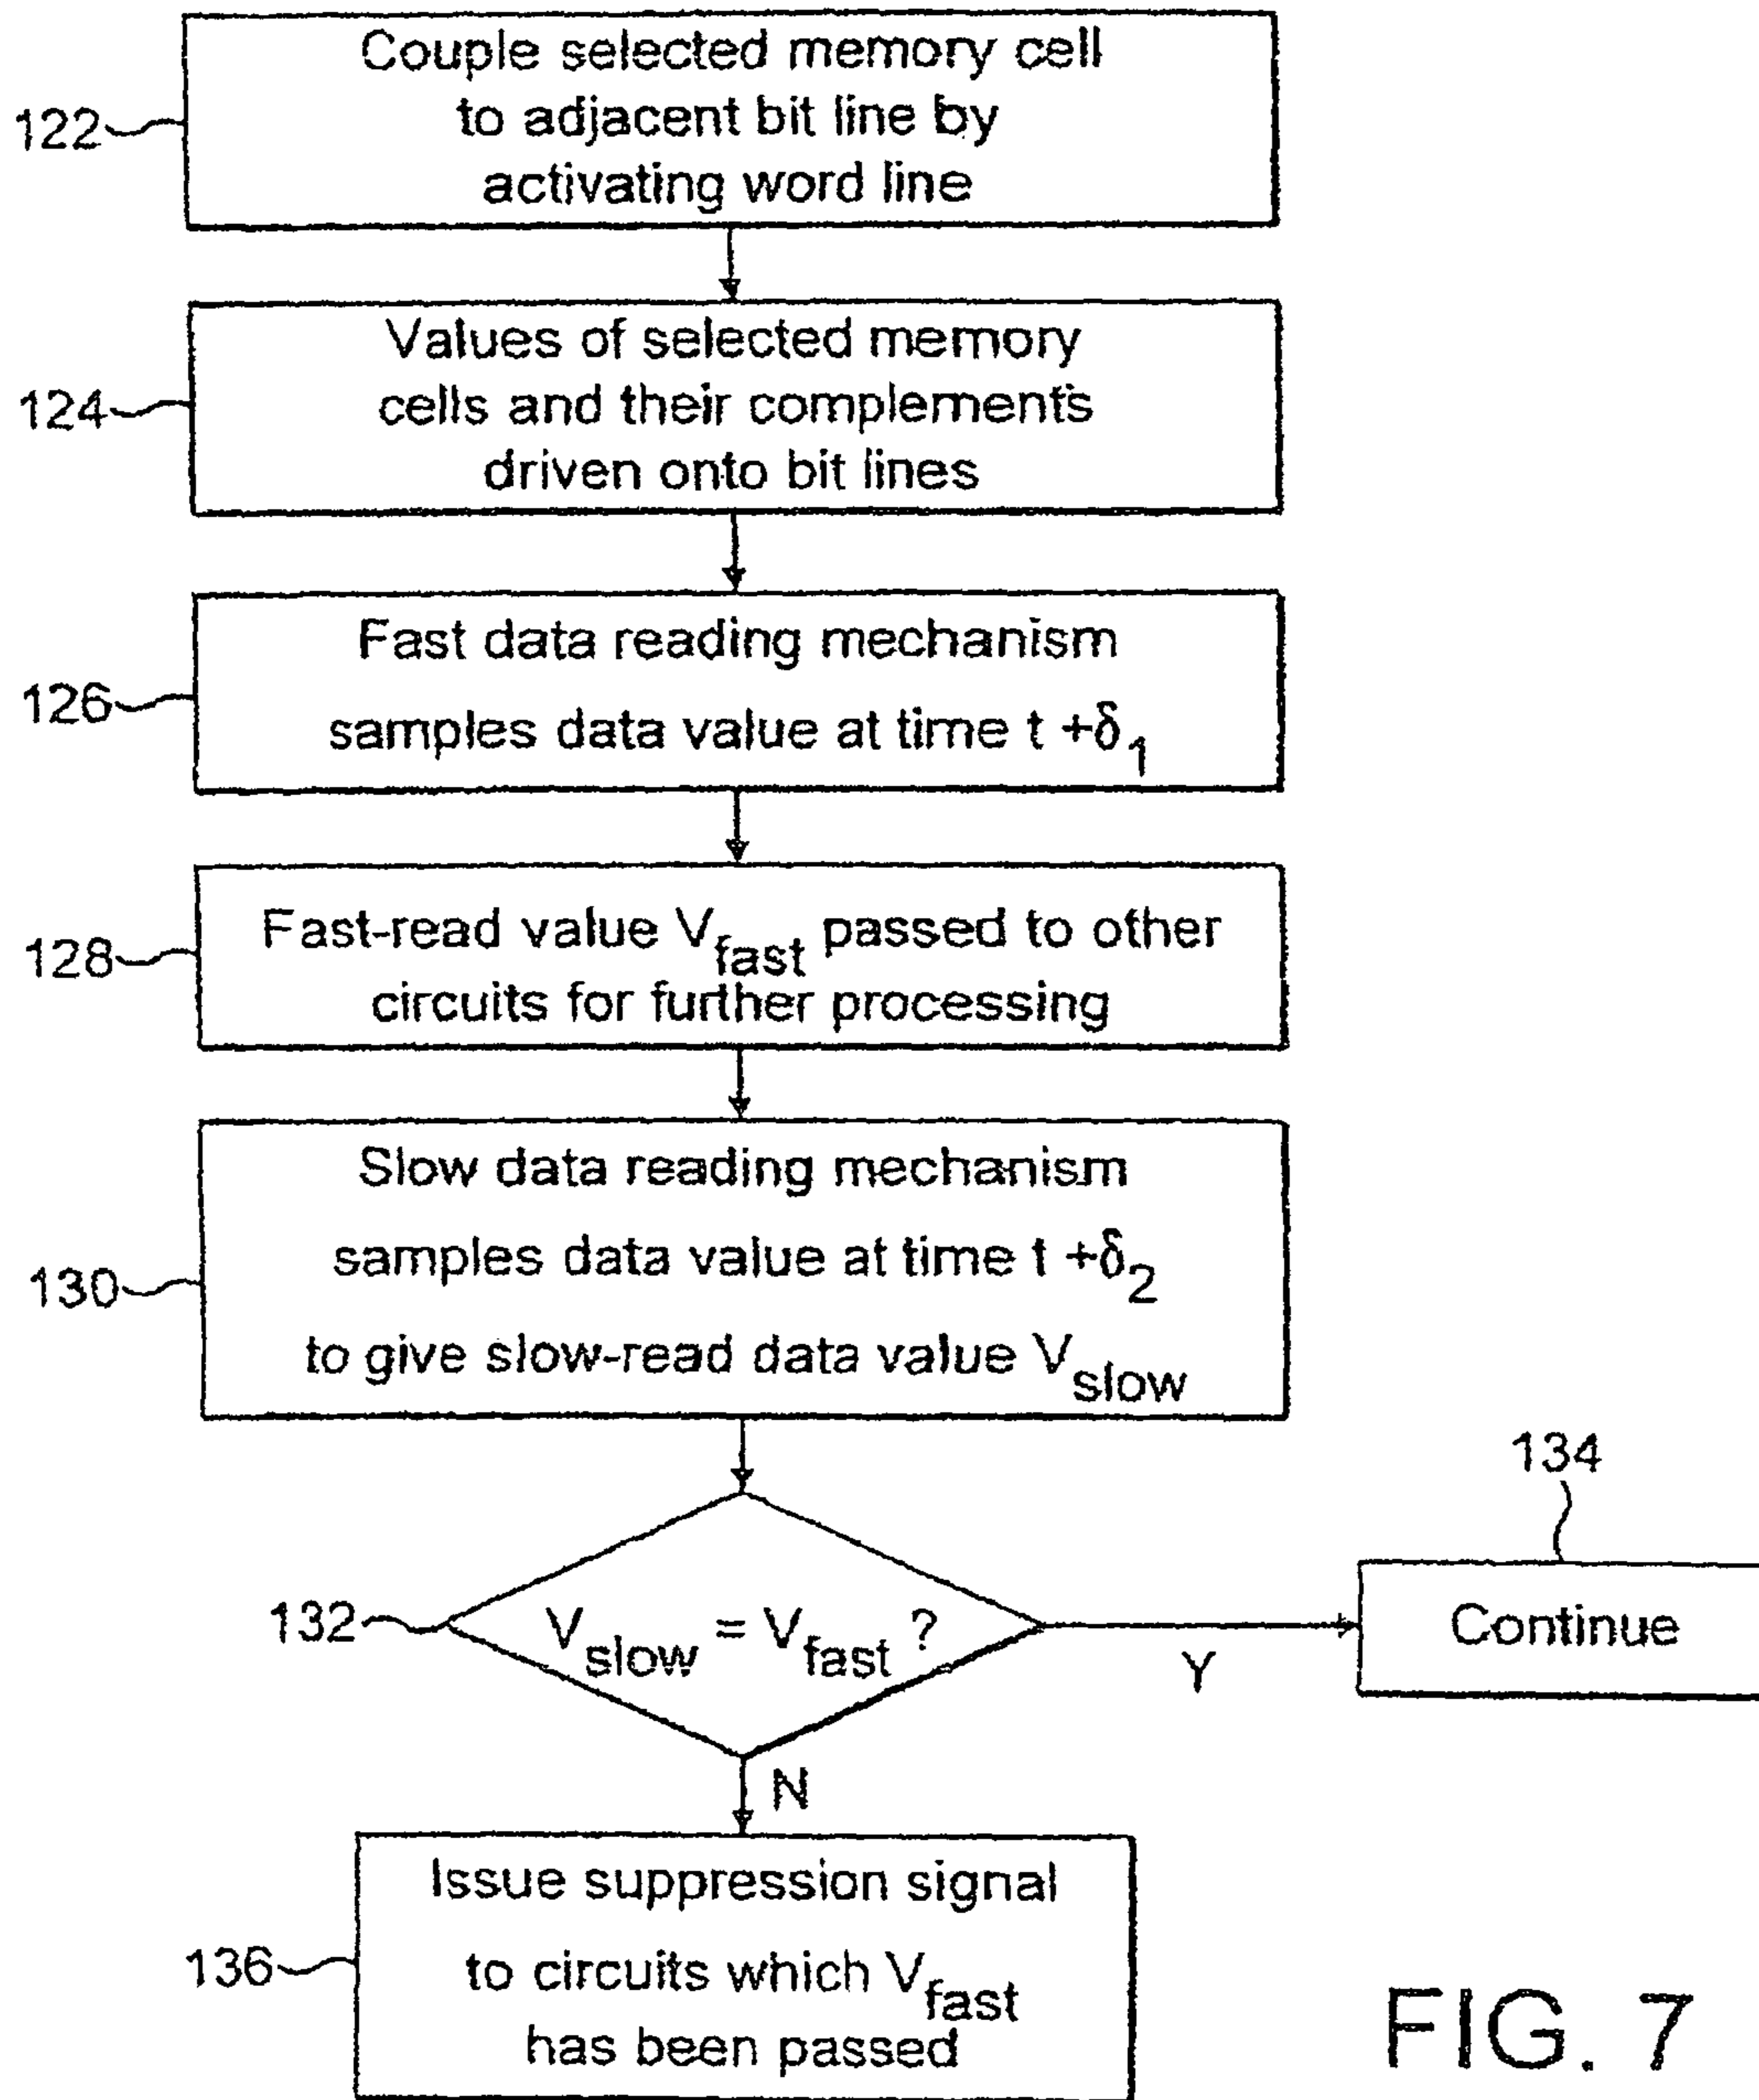 Couple selected memory cell
122
to adjacent bit line by
activating word line
Values of selected memory
124
cells and their complements
driven onto bit lines
Fast data reading mechanism
126
samples data value at time t +δ1
Fast-read value Vfast passed to other
128
circuits for further processing
Slow data reading mechanism
samples data value at time t +δ2
130
to give slow-read data value Vslow
134
132
Vslow = Vfast ?
Y
Continue
N
Issue suppression signal
136
to circuits which Vfast
has been passed
FIG. 7